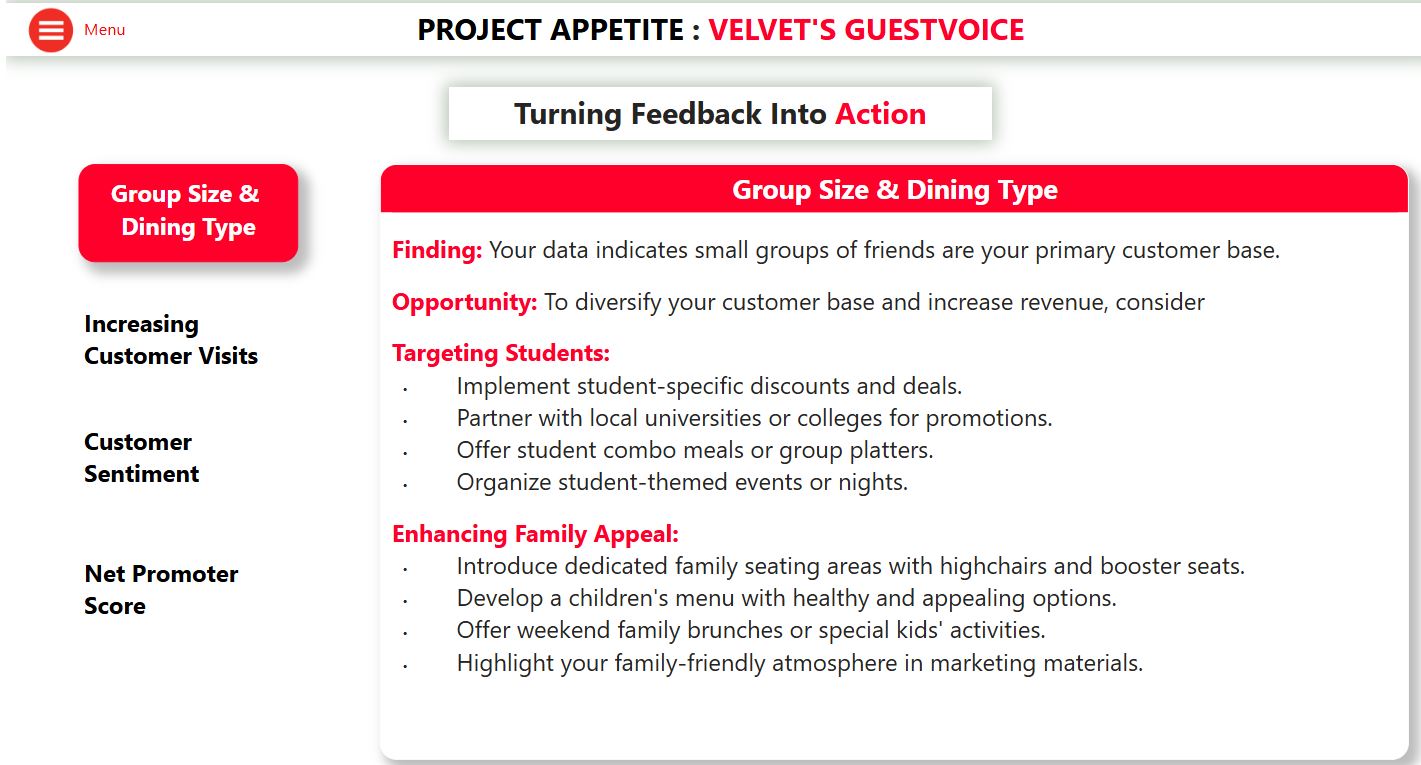 Menu
PROJECT APPETITE : VELVET'S GUESTVOICE
Turning Feedback Into Action
Group Size &
Dining Type
Increasing
Customer Visits
Customer
Sentiment
Net Promoter
Score
Group Size & Dining Type
Finding: Your data indicates small groups of friends are your primary customer base.
Opportunity: To diversify your customer base and increase revenue, consider
Targeting Students:
· Implement student-specific discounts and deals.
· Partner with local universities or colleges for promotions.
· Offer student combo meals or group platters.
· Organize student-themed events or nights.
Enhancing Family Appeal:
· Introduce dedicated family seating areas with highchairs and booster seats.
· Develop a children's menu with healthy and appealing options.
· Offer weekend family brunches or special kids' activities.
· Highlight your family-friendly atmosphere in marketing materials.